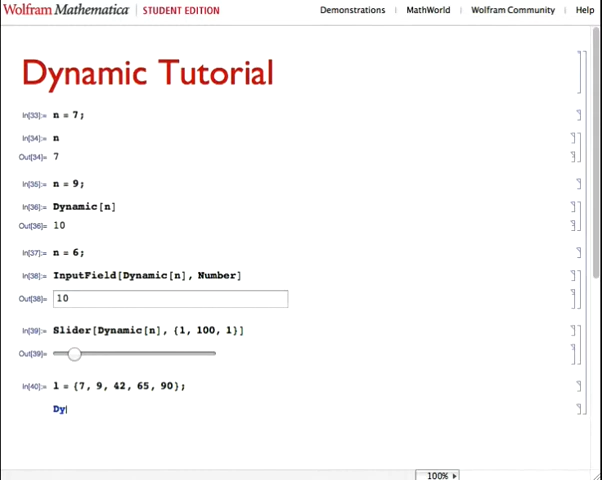 Wolfram Mathematica | STUDENT EDITION Demonstrations | MathWorld | Wolfram Community | Help
Dynamic Tutorial
In[33]:= n = 7;
In[34]:= n
Out[34]= 7
In[35]:= n = 9;
In[36]:= Dynamic[n]
Out[36]= 10
In[37]:= n = 6;
In[38]:= InputField[Dynamic[n], Number]
Out[38]= 10
In[39]:= Slider[Dynamic[n], {1, 100, 1}]
Out[39]=
In[40]:= l = {7, 9, 42, 65, 90};
Dy
100%